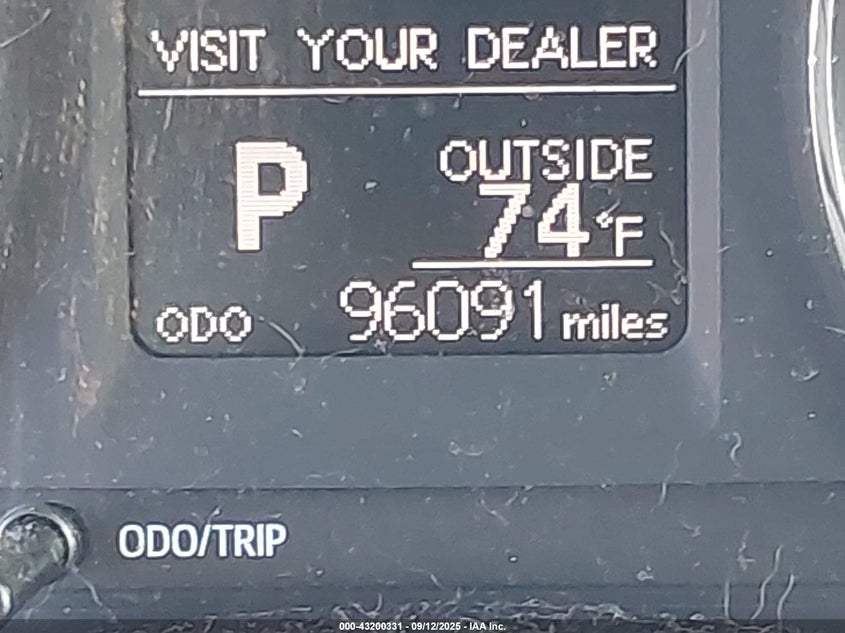 VISIT YOUR DEALER
P
OUTSIDE
74°F
ODO 96091 miles
ODO/TRIP
000-43200331 - 09/12/2025 - IAA Inc.